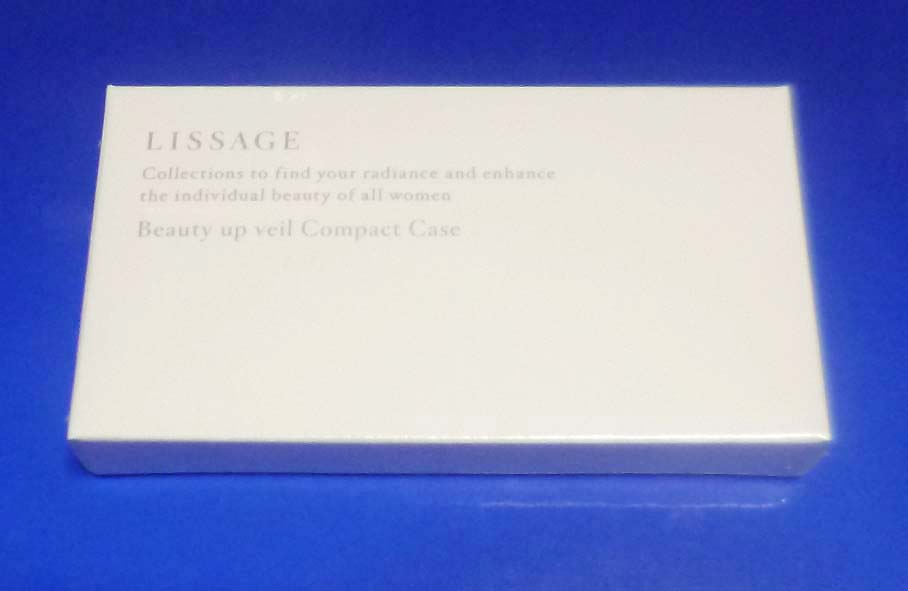 LISSAGE
Collections to find your radiance and enhance
the individual beauty of all women
Beauty up veil Compact Case